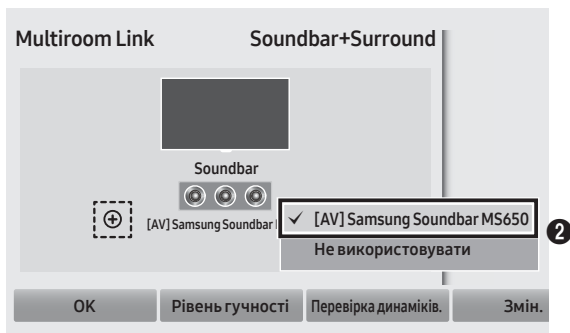 Multiroom Link Soundbar+Surround
Soundbar
[AV] Samsung Soundbar
✓ [AV] Samsung Soundbar MS650
Не використовувати
2
OK Рівень гучності Перевірка динаміків. Змін.